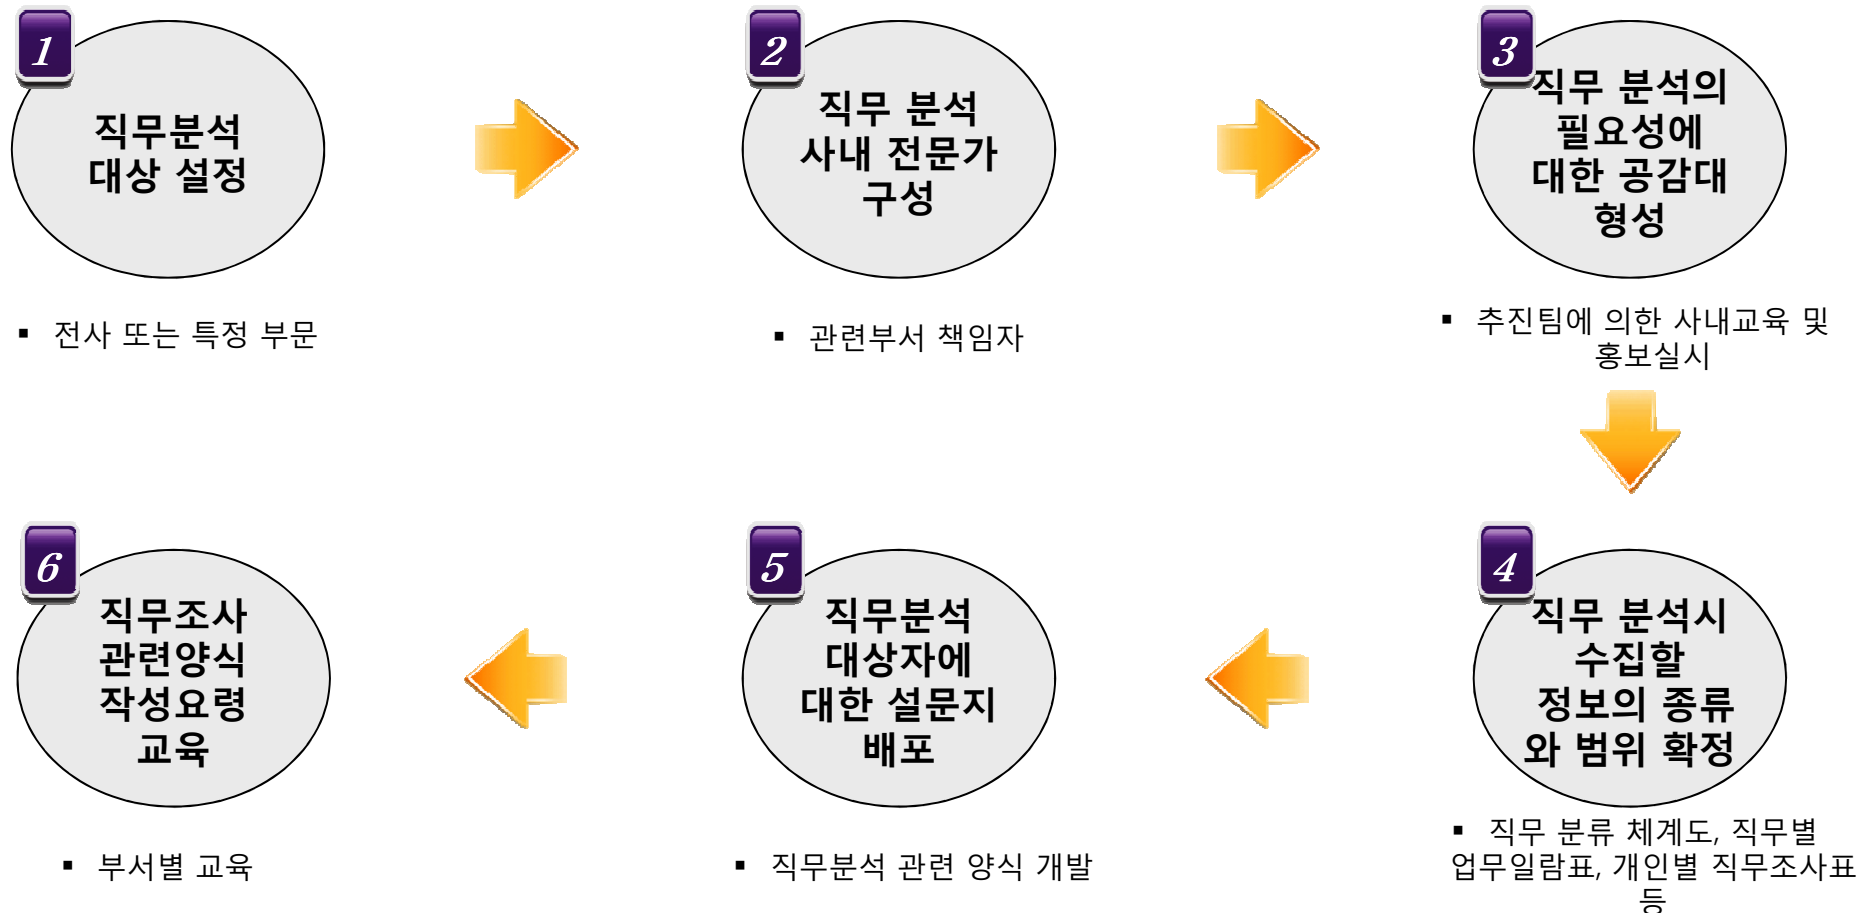 1
직무분석
대상 설정
▪ 전사 또는 특정 부문
2
직무 분석
사내 전문가
구성
▪ 관련부서 책임자
3
직무 분석의
필요성에
대한 공감대
형성
▪ 추진팀에 의한 사내교육 및
홍보실시
4
직무 분석시
수집할
정보의 종류
와 범위 확정
▪ 직무 분류 체계도, 직무별
업무일람표, 개인별 직무조사표
등
5
직무분석
대상자에
대한 설문지
배포
▪ 직무분석 관련 양식 개발
6
직무조사
관련양식
작성요령
교육
▪ 부서별 교육